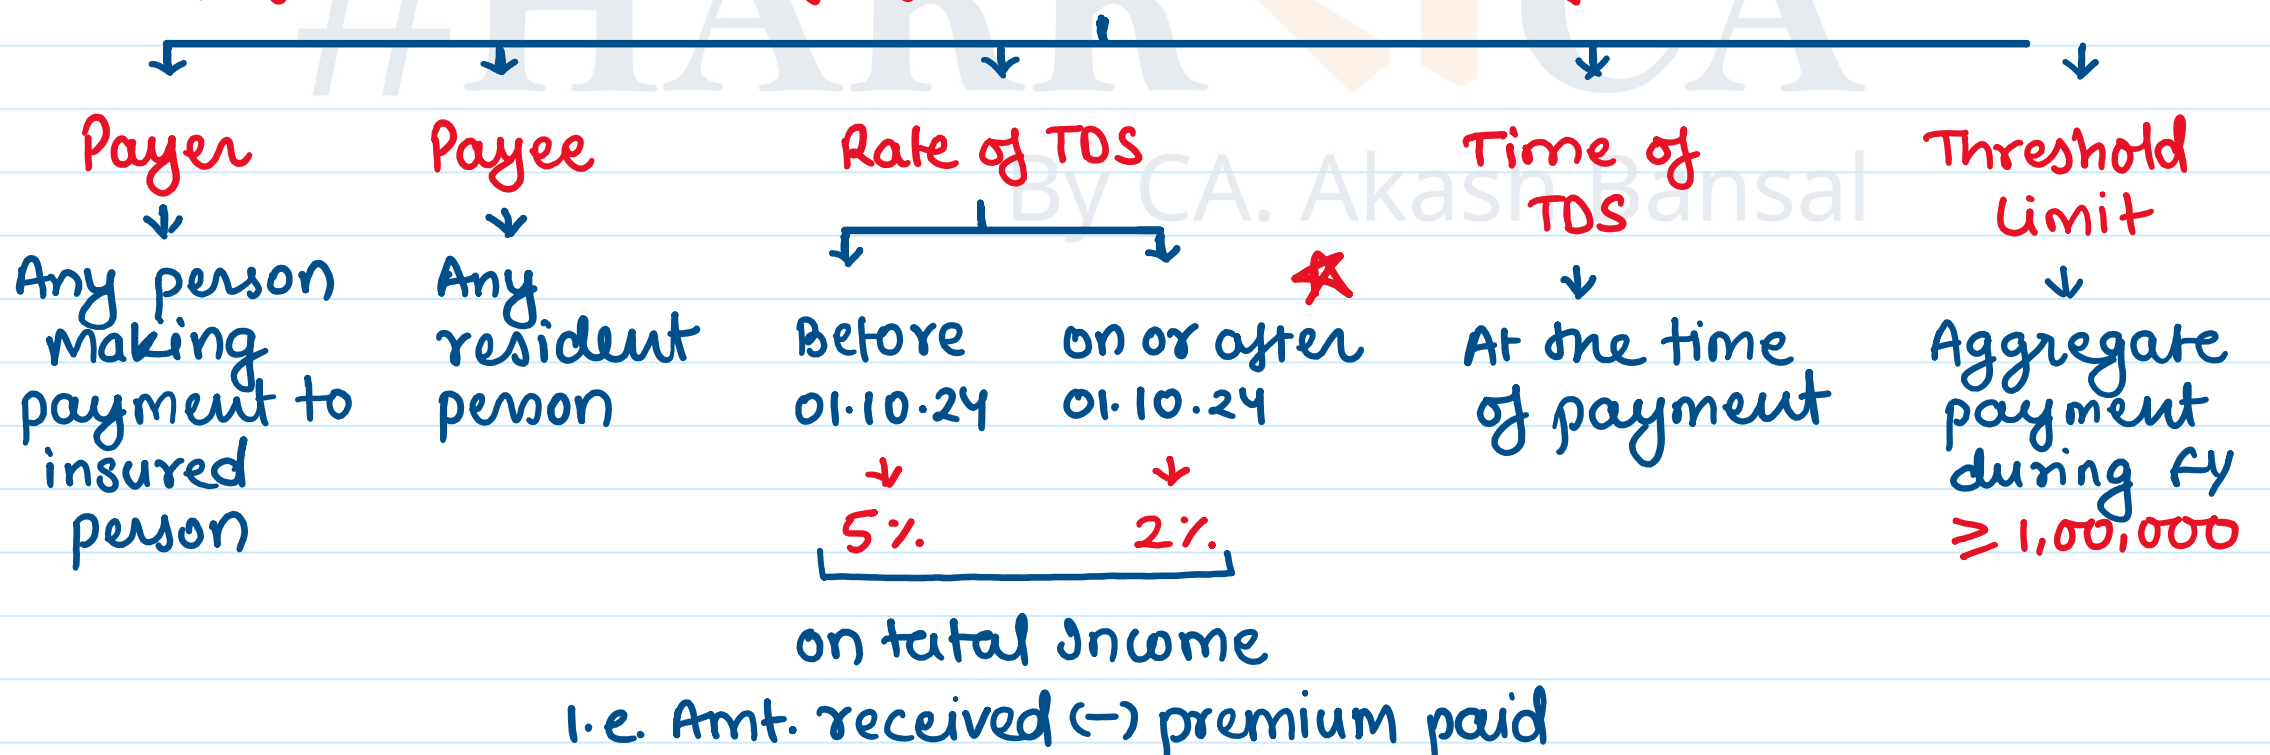 #HARR CA
By CA. Akash Bansal
Payer
Any person
making
payment to
insured
person
Payee
Any
resident
person
Rate of TDS
Before
01.10.24
5%
on or after
01.10.24
2%
on total Income
I.e. Amt. received (-) premium paid
Time of
TDS
At the time
of payment
Threshold
Limit
Aggregate
payment
during FY
≥ 1,00,000